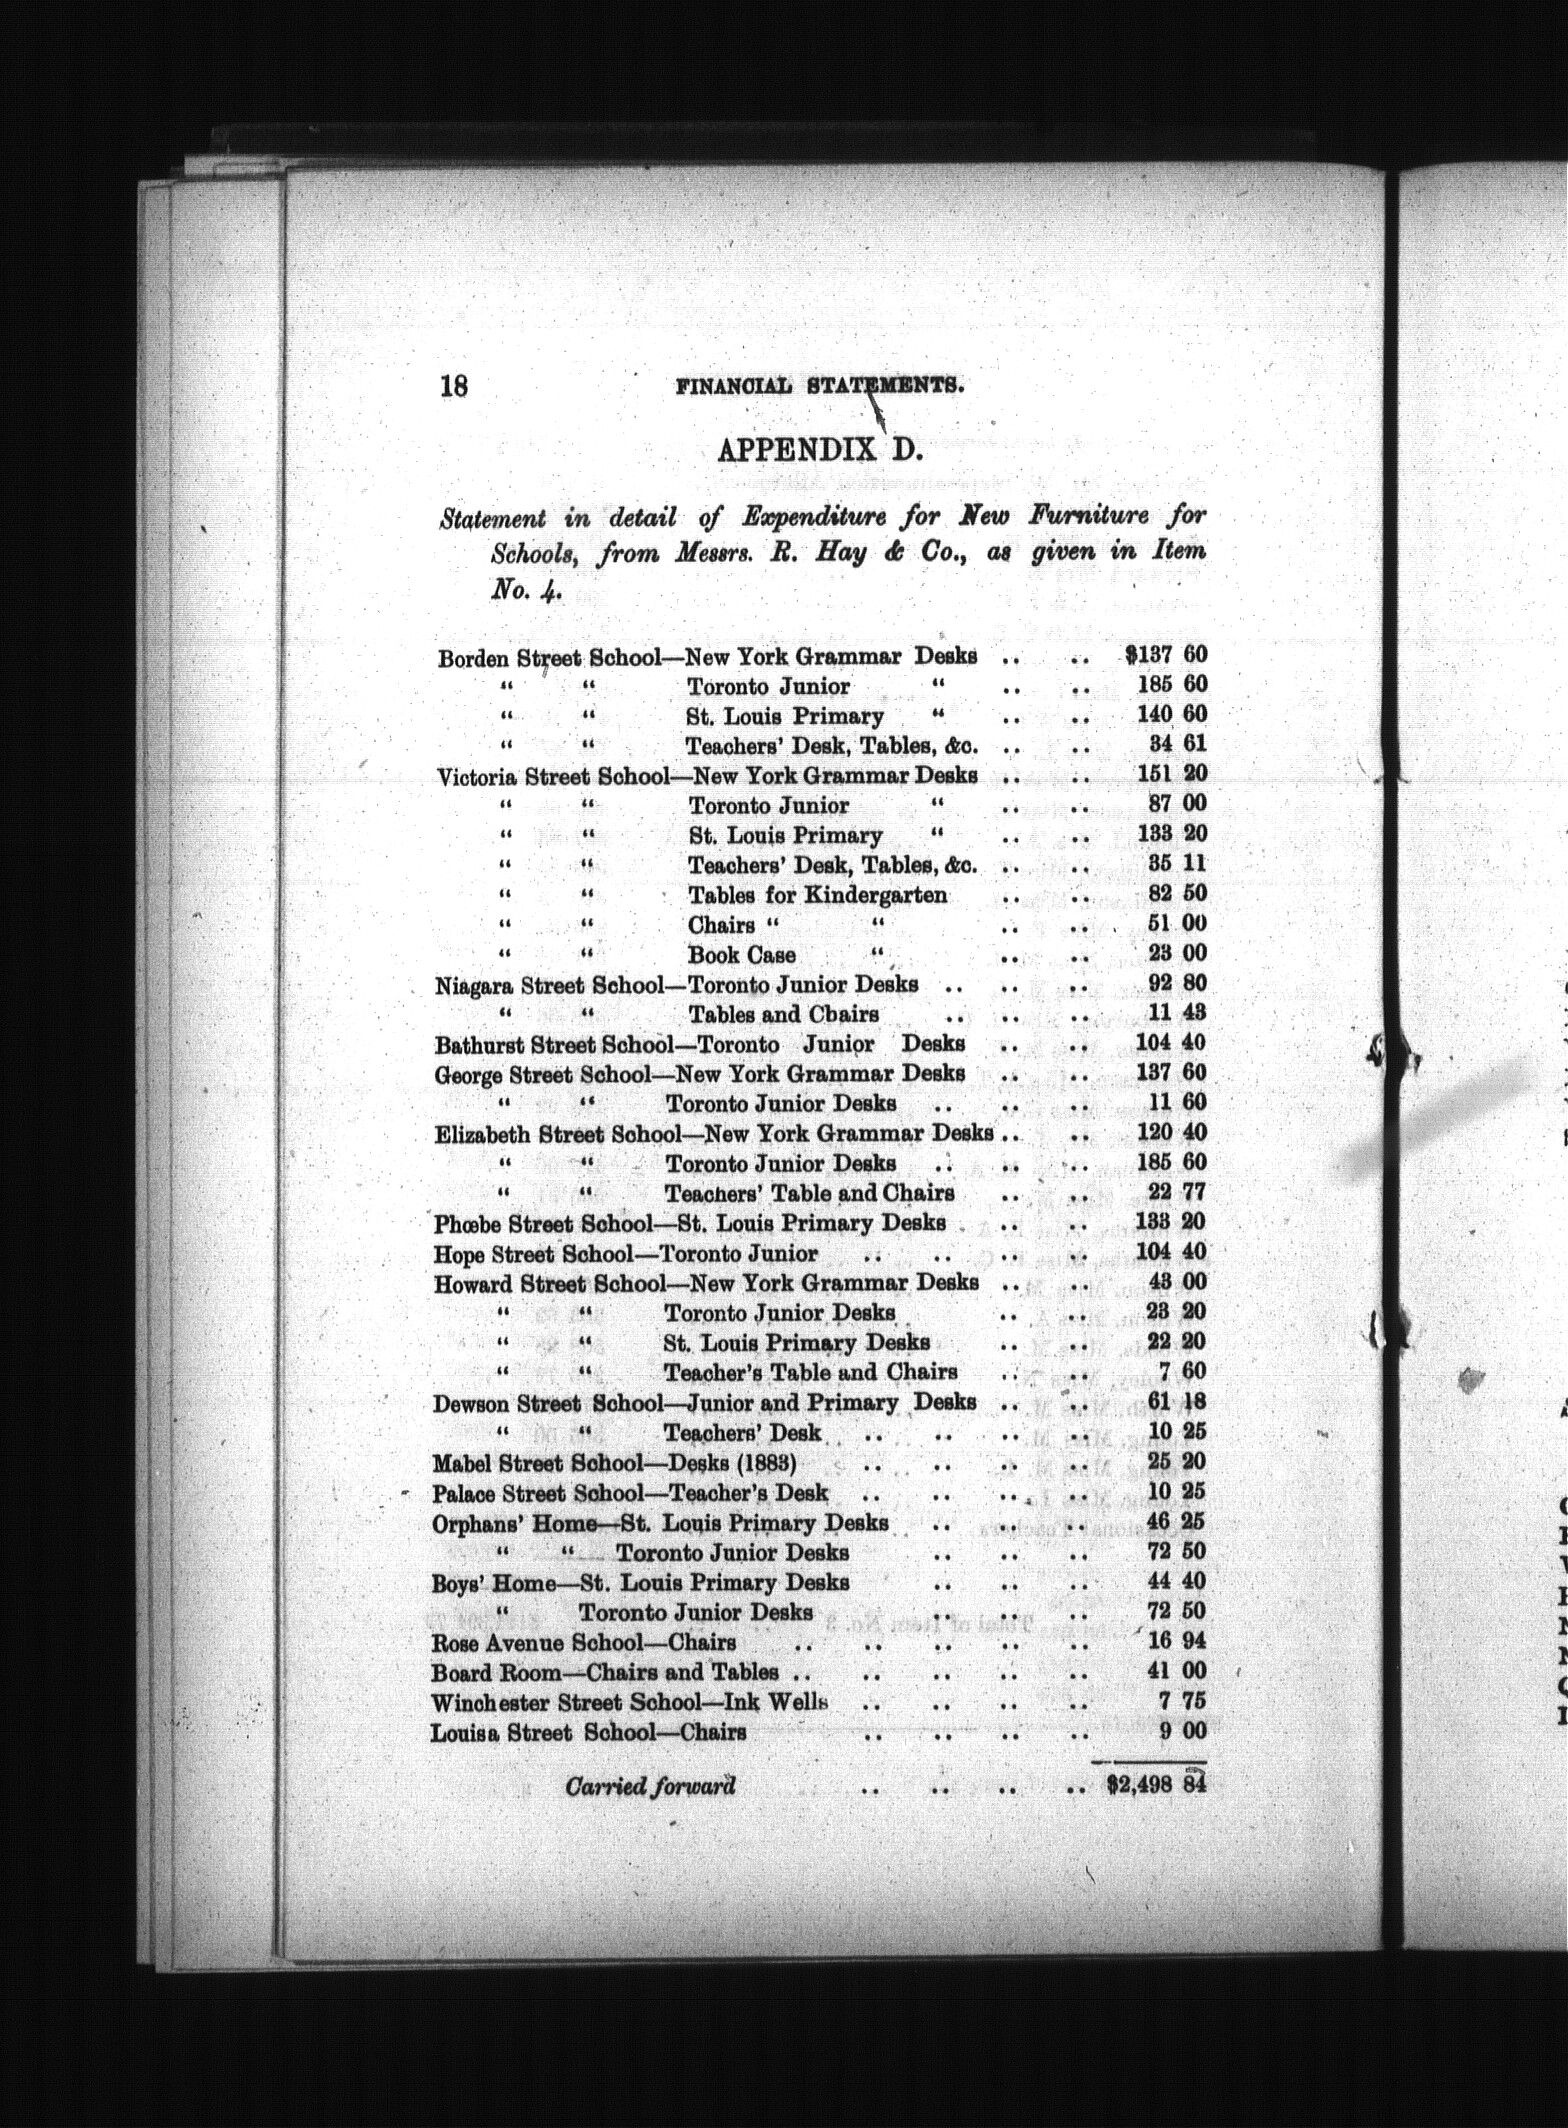 18 FINANCIAL STATEMENTS.
APPENDIX D.
Statement in detail of Expenditure for New Furniture for
Schools, from Messrs. R. Hay & Co., as given in Item
No. 4.
Borden Street School—New York Grammar Desks .. .. $137 60
“ “ Toronto Junior “ .. .. 185 60
“ “ St. Louis Primary “ .. .. 140 60
“ “ Teachers' Desk, Tables, &c. .. .. 34 61
Victoria Street School—New York Grammar Desks .. .. 151 20
“ “ Toronto Junior “ .. .. 87 00
“ “ St. Louis Primary “ .. .. 133 20
“ “ Teachers' Desk, Tables, &c. .. .. 35 11
“ “ Tables for Kindergarten .. .. 82 50
“ “ Chairs “ “ .. .. 51 00
“ “ Book Case “ .. .. 23 00
Niagara Street School—Toronto Junior Desks .. .. .. 92 80
“ “ Tables and Chairs .. .. .. 11 43
Bathurst Street School—Toronto Junior Desks .. .. 104 40
George Street School—New York Grammar Desks .. .. 137 60
“ “ Toronto Junior Desks .. .. .. 11 60
Elizabeth Street School—New York Grammar Desks .. .. 120 40
“ “ Toronto Junior Desks .. .. .. 185 60
“ “ Teachers' Table and Chairs .. .. 22 77
Phœbe Street School—St. Louis Primary Desks .. .. 133 20
Hope Street School—Toronto Junior .. .. .. .. 104 40
Howard Street School—New York Grammar Desks .. .. 43 00
“ “ Toronto Junior Desks .. .. 23 20
“ “ St. Louis Primary Desks .. .. 22 20
“ “ Teacher's Table and Chairs .. .. 7 60
Dewson Street School—Junior and Primary Desks .. .. 61 18
“ “ Teachers' Desk .. .. .. .. 10 25
Mabel Street School—Desks (1883) .. .. .. .. 25 20
Palace Street School—Teacher's Desk .. .. .. .. 10 25
Orphans' Home—St. Louis Primary Desks .. .. .. 46 25
“ “ Toronto Junior Desks .. .. .. 72 50
Boys' Home—St. Louis Primary Desks .. .. .. 44 40
“ Toronto Junior Desks .. .. .. 72 50
Rose Avenue School—Chairs .. .. .. .. .. 16 94
Board Room—Chairs and Tables .. .. .. .. .. 41 00
Winchester Street School—Ink Wells .. .. .. .. 7 75
Louisa Street School—Chairs .. .. .. .. 9 00
Carried forward .. .. .. .. $2,498 84